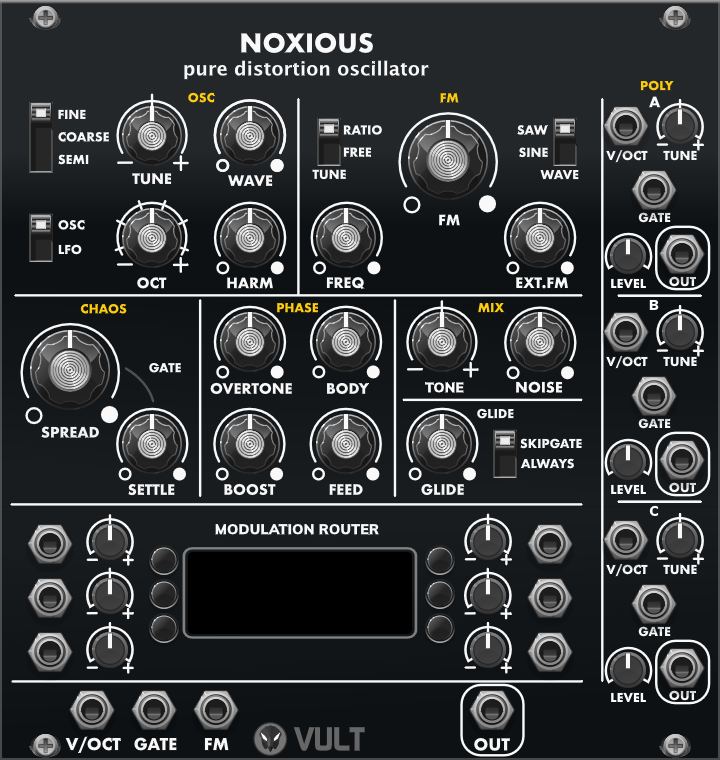 NOXIOUS
pure distortion oscillator
OSC
FINE
COARSE
SEMI
TUNE
WAVE
OSC
LFO
OCT
HARM
FM
RATIO
FREE
TUNE
SAW
SINE
WAVE
FM
FREQ
EXT.FM
CHAOS
GATE
SPREAD
SETTLE
PHASE
OVERTONE
BODY
BOOST
FEED
MIX
TONE
NOISE
GLIDE
SKIPGATE
ALWAYS
GLIDE
MODULATION ROUTER
POLY
A
V/OCT
TUNE
GATE
LEVEL
OUT
B
V/OCT
TUNE
GATE
LEVEL
OUT
C
V/OCT
TUNE
GATE
LEVEL
OUT
V/OCT
GATE
FM
VULT
OUT